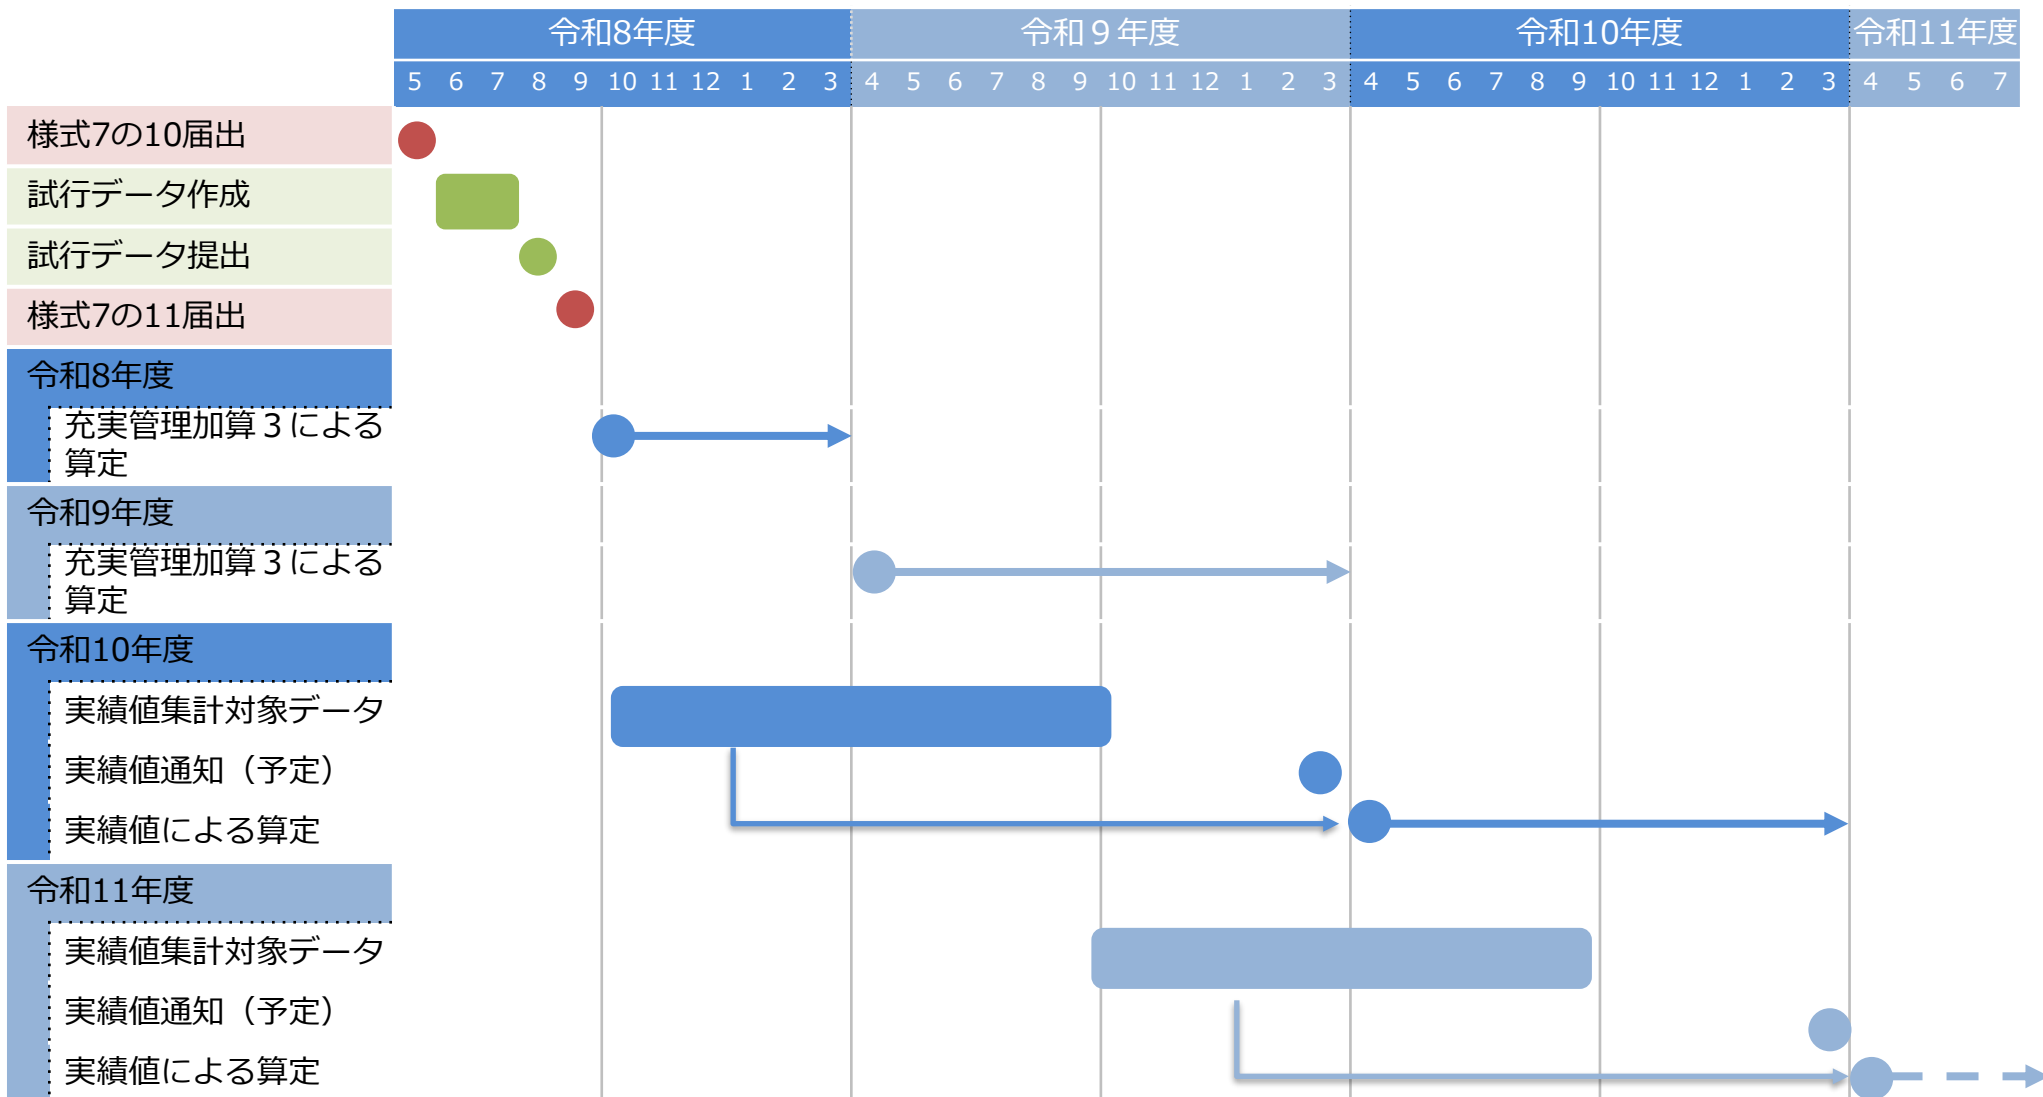 令和8年度 令和９年度 令和10年度 令和11年度
5 6 7 8 9 10 11 12 1 2 3 4 5 6 7 8 9 10 11 12 1 2 3 4 5 6 7 8 9 10 11 12 1 2 3 4 5 6 7
様式7の10届出
試行データ作成
試行データ提出
様式7の11届出
令和8年度
充実管理加算３による
算定
令和9年度
充実管理加算３による
算定
令和10年度
実績値集計対象データ
実績値通知（予定）
実績値による算定
令和11年度
実績値集計対象データ
実績値通知（予定）
実績値による算定